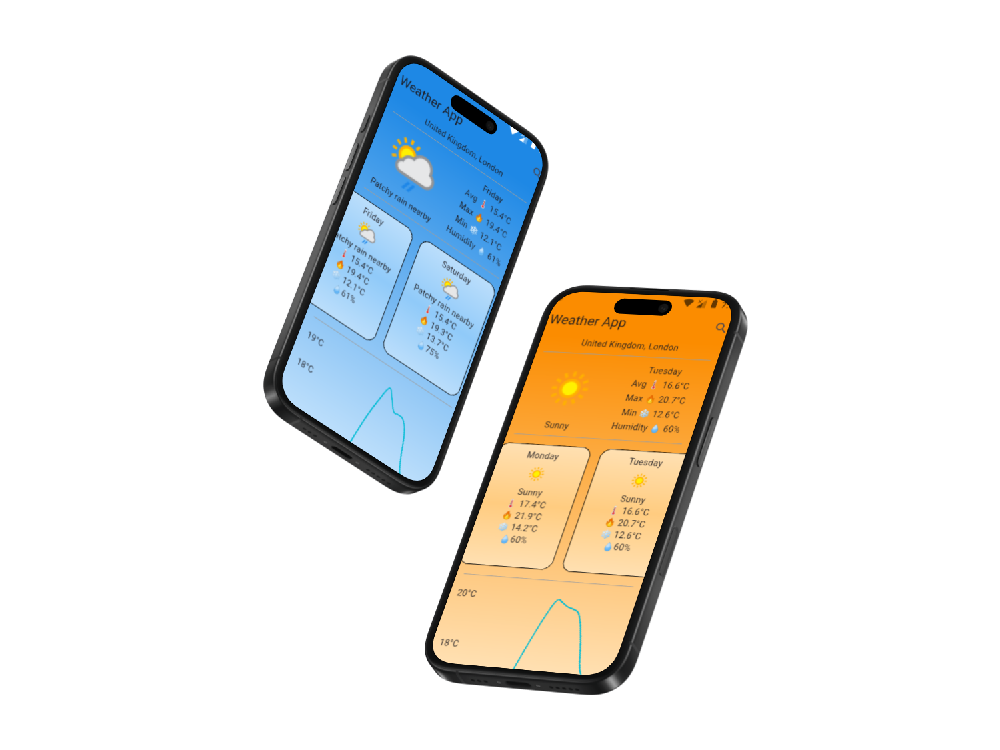 Weather App
United Kingdom, London
Patchy rain nearby
Friday
Avg 15.4°C
Max 19.4°C
Min 12.1°C
Humidity 61%
Friday
atchy rain nearby
15.4°C
19.4°C
12.1°C
61%
Saturday
Patchy rain nearby
15.4°C
19.3°C
13.7°C
75%
19°C
18°C
Weather App
United Kingdom, London
Sunny
Tuesday
Avg 16.6°C
Max 20.7°C
Min 12.6°C
Humidity 60%
Monday
Sunny
17.4°C
21.9°C
14.2°C
60%
Tuesday
Sunny
16.6°C
20.7°C
12.6°C
60%
20°C
18°C